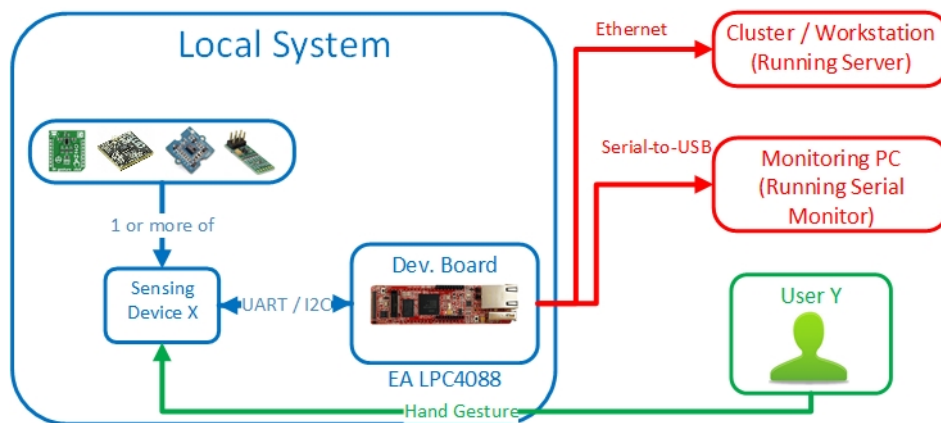 Local System
Ethernet
Cluster / Workstation
(Running Server)
Serial-to-USB
Monitoring PC
(Running Serial
Monitor)
1 or more of
Sensing
Device X
UART / I2C
Dev. Board
EA LPC4088
User Y
Hand Gesture